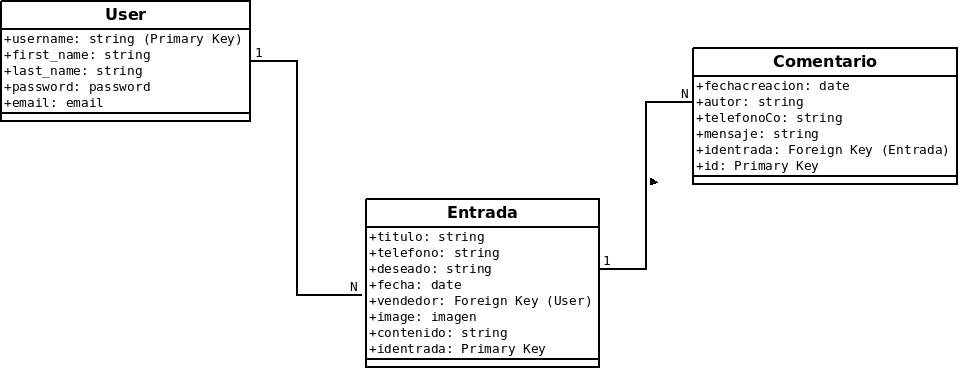 User
+username: string (Primary Key)
+first_name: string
+last_name: string
+password: password
+email: email
1
N
Entrada
+titulo: string
+telefono: string
+deseado: string
+fecha: date
+vendedor: Foreign Key (User)
+image: imagen
+contenido: string
+identrada: Primary Key
1
N
Comentario
+fechacreacion: date
+autor: string
+telefonoCo: string
+mensaje: string
+identrada: Foreign Key (Entrada)
+id: Primary Key